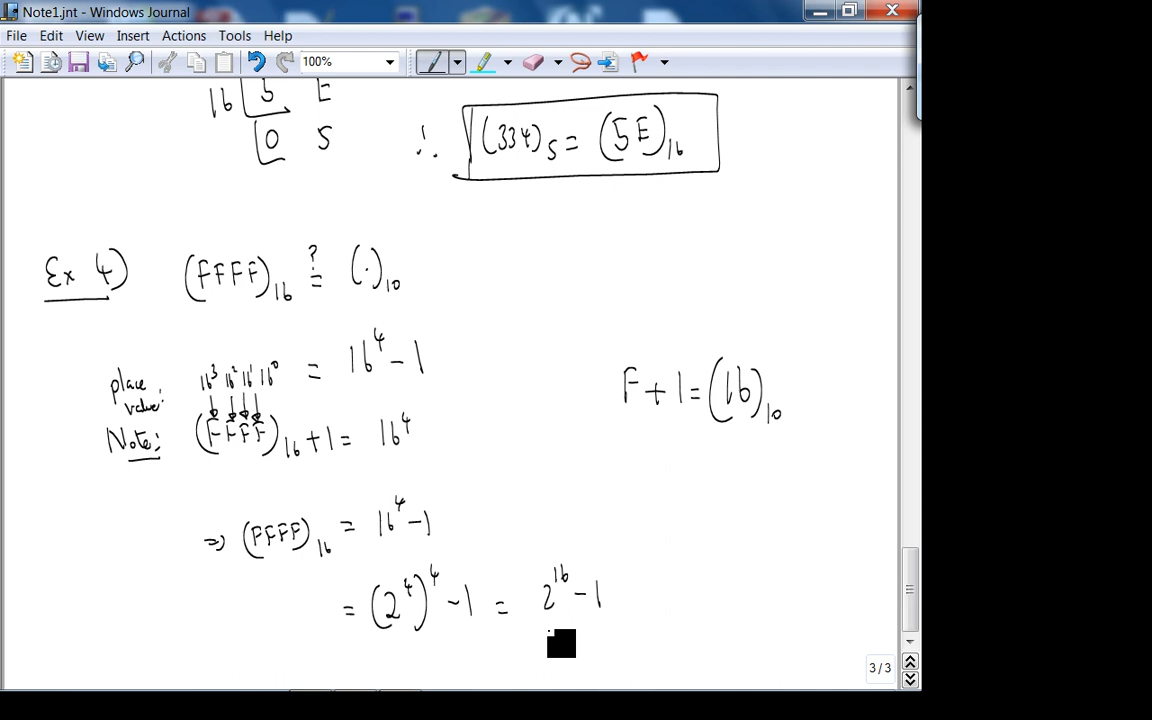 Note1.jnt - Windows Journal
File Edit View Insert Actions Tools Help
100%
16 5 E
0 5 ∴ (334)₅ = (5E)₁₆
Ex 4) (FFFF)₁₆ ≟ (·)₁₀
= 16⁴ - 1
place value: 16³ 16² 16¹ 16⁰
F + 1 = (16)₁₀
Note: (FFFF)₁₆ + 1 = 16⁴
⇒ (FFFF)₁₆ = 16⁴ - 1
= (2⁴)⁴ - 1 = 2¹⁶ - 1
3 / 3